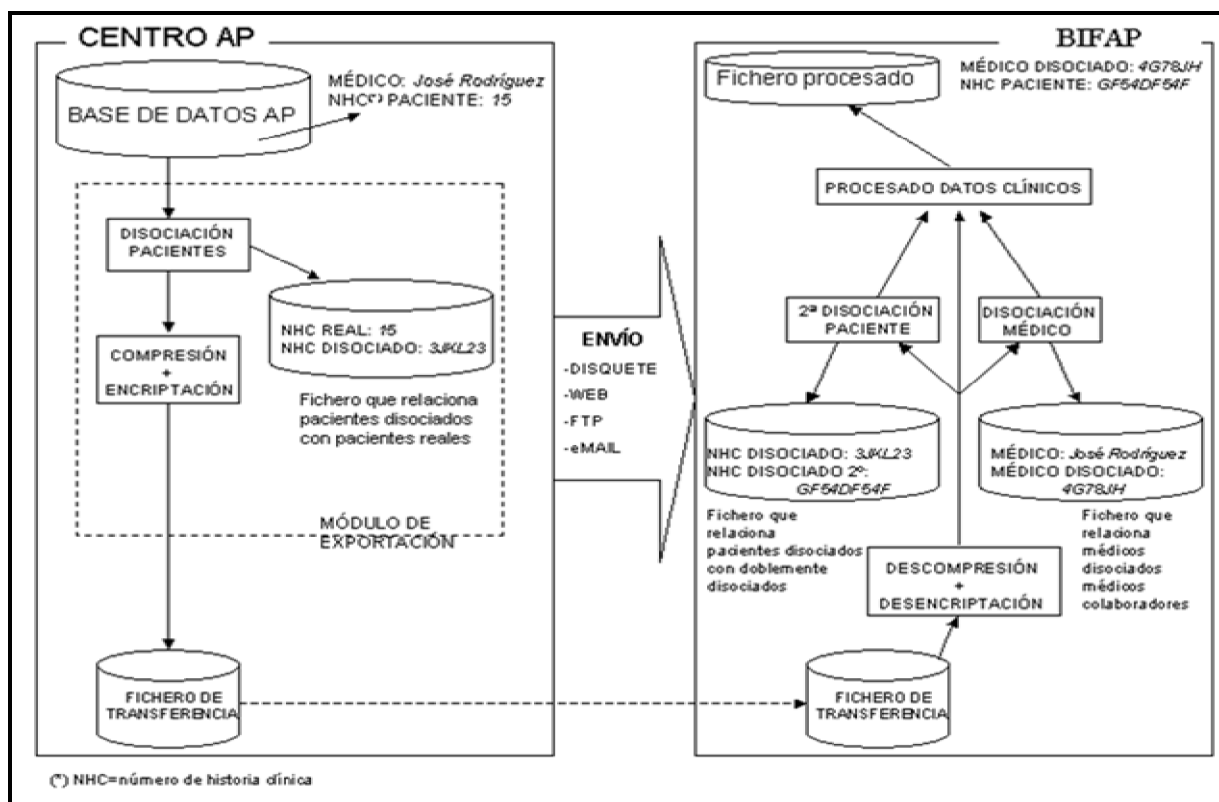 CENTRO AP
BASE DE DATOS AP
MÉDICO: José Rodríguez
NHC(*) PACIENTE: 15
DISOCIACIÓN
PACIENTES
NHC REAL: 15
NHC DISOCIADO: 3JKL23
COMPRESIÓN
+
ENCRIPTACIÓN
Fichero que relaciona
pacientes disociados
con pacientes reales
MÓDULO DE
EXPORTACIÓN
FICHERO DE
TRANSFERENCIA
ENVÍO
-DISQUETE
-WEB
-FTP
-eMAIL
BIFAP
Fichero procesado
MÉDICO DISOCIADO: 4G78JH
NHC PACIENTE: GF54DF54F
PROCESADO DATOS CLÍNICOS
2ª DISOCIACIÓN
PACIENTE
DISOCIACIÓN
MÉDICO
NHC DISOCIADO: 3JKL23
NHC DISOCIADO 2º:
GF54DF54F
MÉDICO: José Rodríguez
MÉDICO DISOCIADO:
4G78JH
Fichero que
relaciona
pacientes disociados
con doblemente
disociados
Fichero que
relaciona
médicos
disociados
médicos
colaboradores
DESCOMPRESIÓN
+
DESENCRIPTACIÓN
FICHERO DE
TRANSFERENCIA
(*) NHC=número de historia clínica